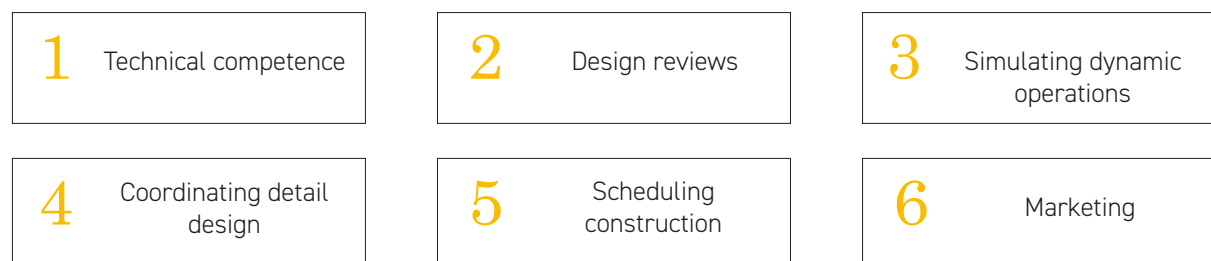 1 Technical competence
2 Design reviews
3 Simulating dynamic
operations
4 Coordinating detail
design
5 Scheduling
construction
6 Marketing